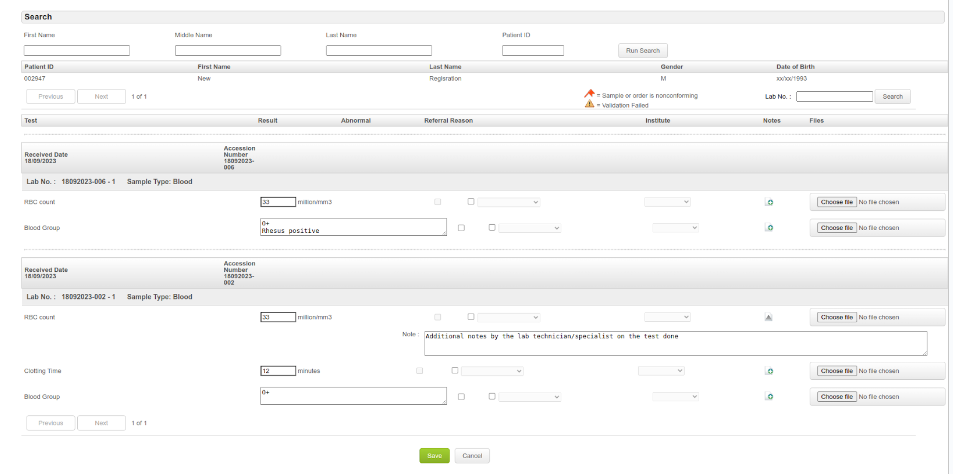 Search
First Name Middle Name Last Name Patient ID
Run Search
Patient ID First Name Last Name Gender Date of Birth
002947 New Regisration M xx/xx/1993
Previous Next 1 of 1 = Sample or order is nonconforming Lab No. : Search
= Validation Failed
Test Result Abnormal Referral Reason Institute Notes Files
Received Date Accession
18/09/2023 Number
18092023-
006
Lab No. : 18092023-006 - 1 Sample Type: Blood
RBC count 33 million/mm3 Choose file No file chosen
Blood Group 0+ Choose file No file chosen
Rhesus positive
Received Date Accession
18/09/2023 Number
18092023-
002
Lab No. : 18092023-002 - 1 Sample Type: Blood
RBC count 33 million/mm3 Choose file No file chosen
Note : Additional notes by the lab technician/specialist on the test done
Clotting Time 12 minutes Choose file No file chosen
Blood Group 0+ Choose file No file chosen
Previous Next 1 of 1
Save Cancel